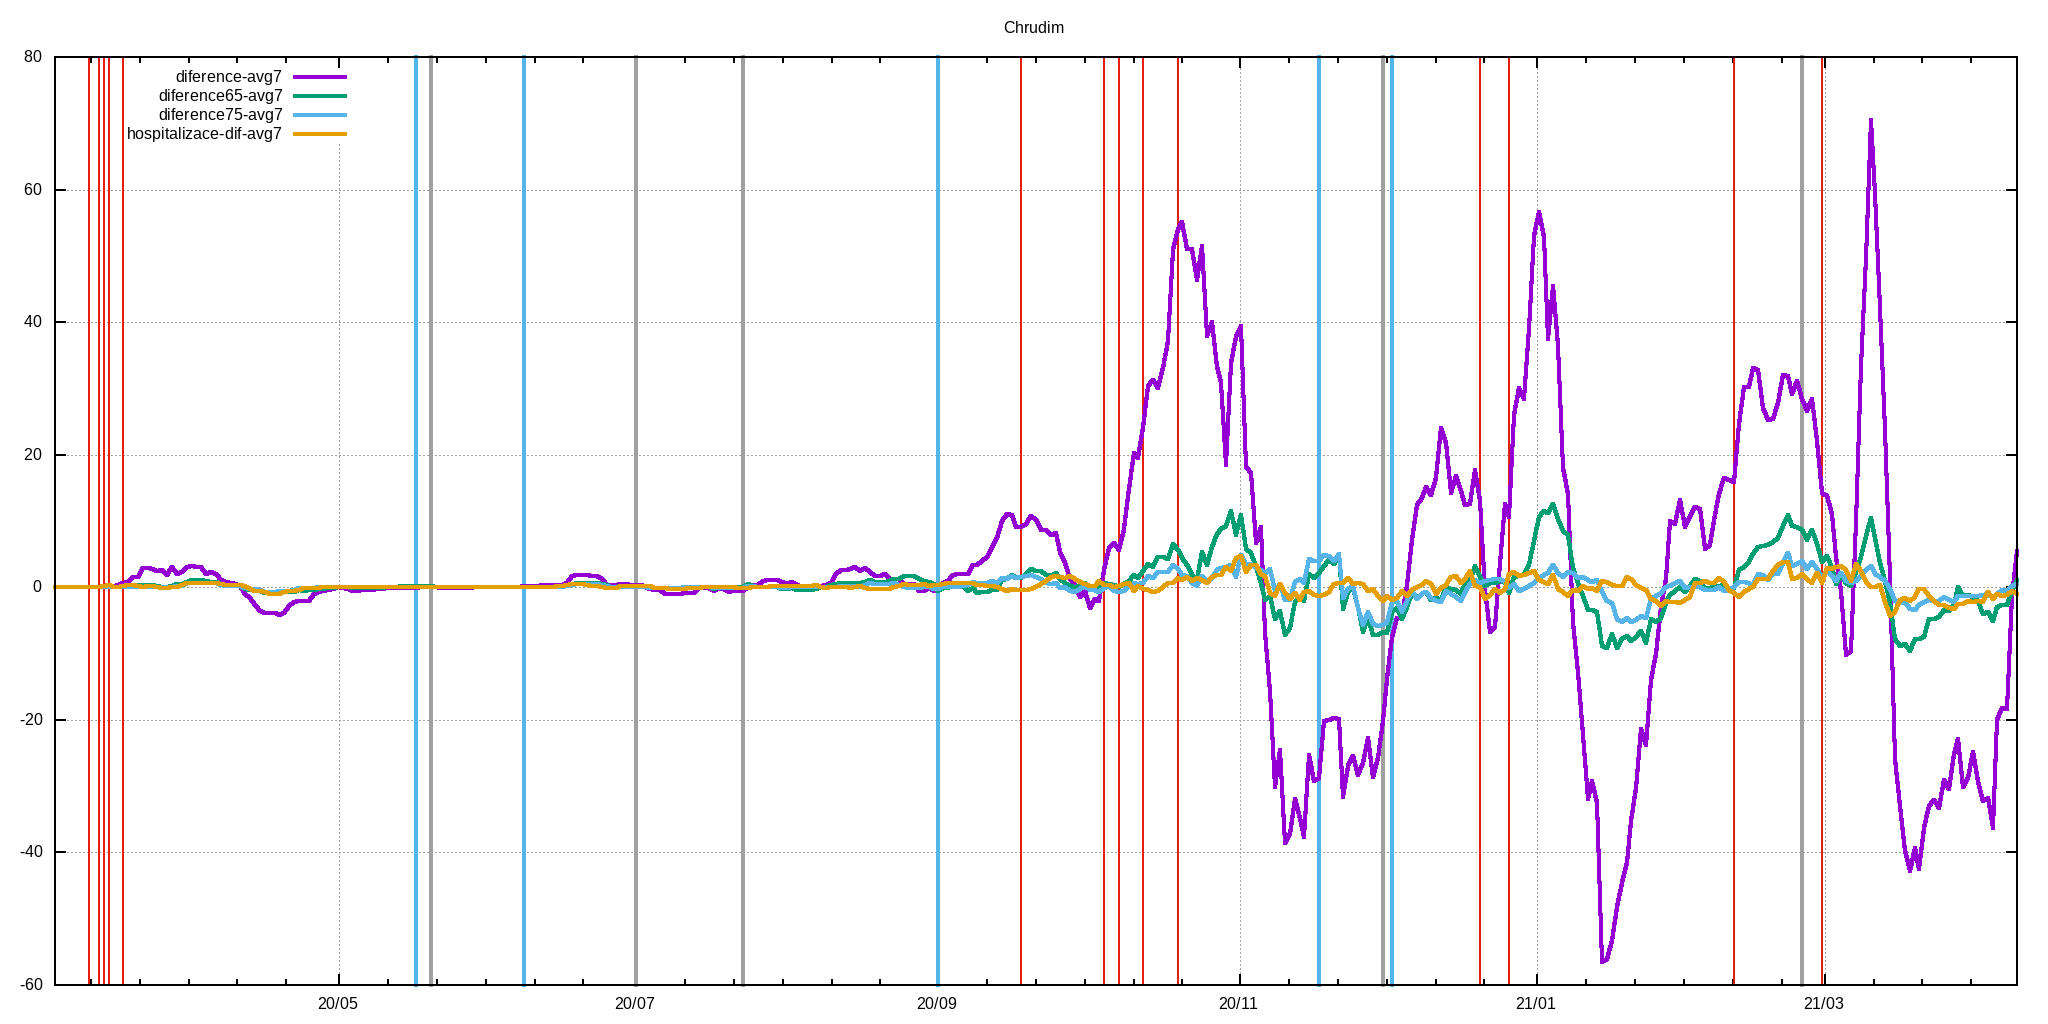 Chrudim
80
60
40
20
0
-20
-40
-60
diference-avg7
diference65-avg7
diference75-avg7
hospitalizace-dif-avg7
20/05 20/07 20/09 20/11 21/01 21/03